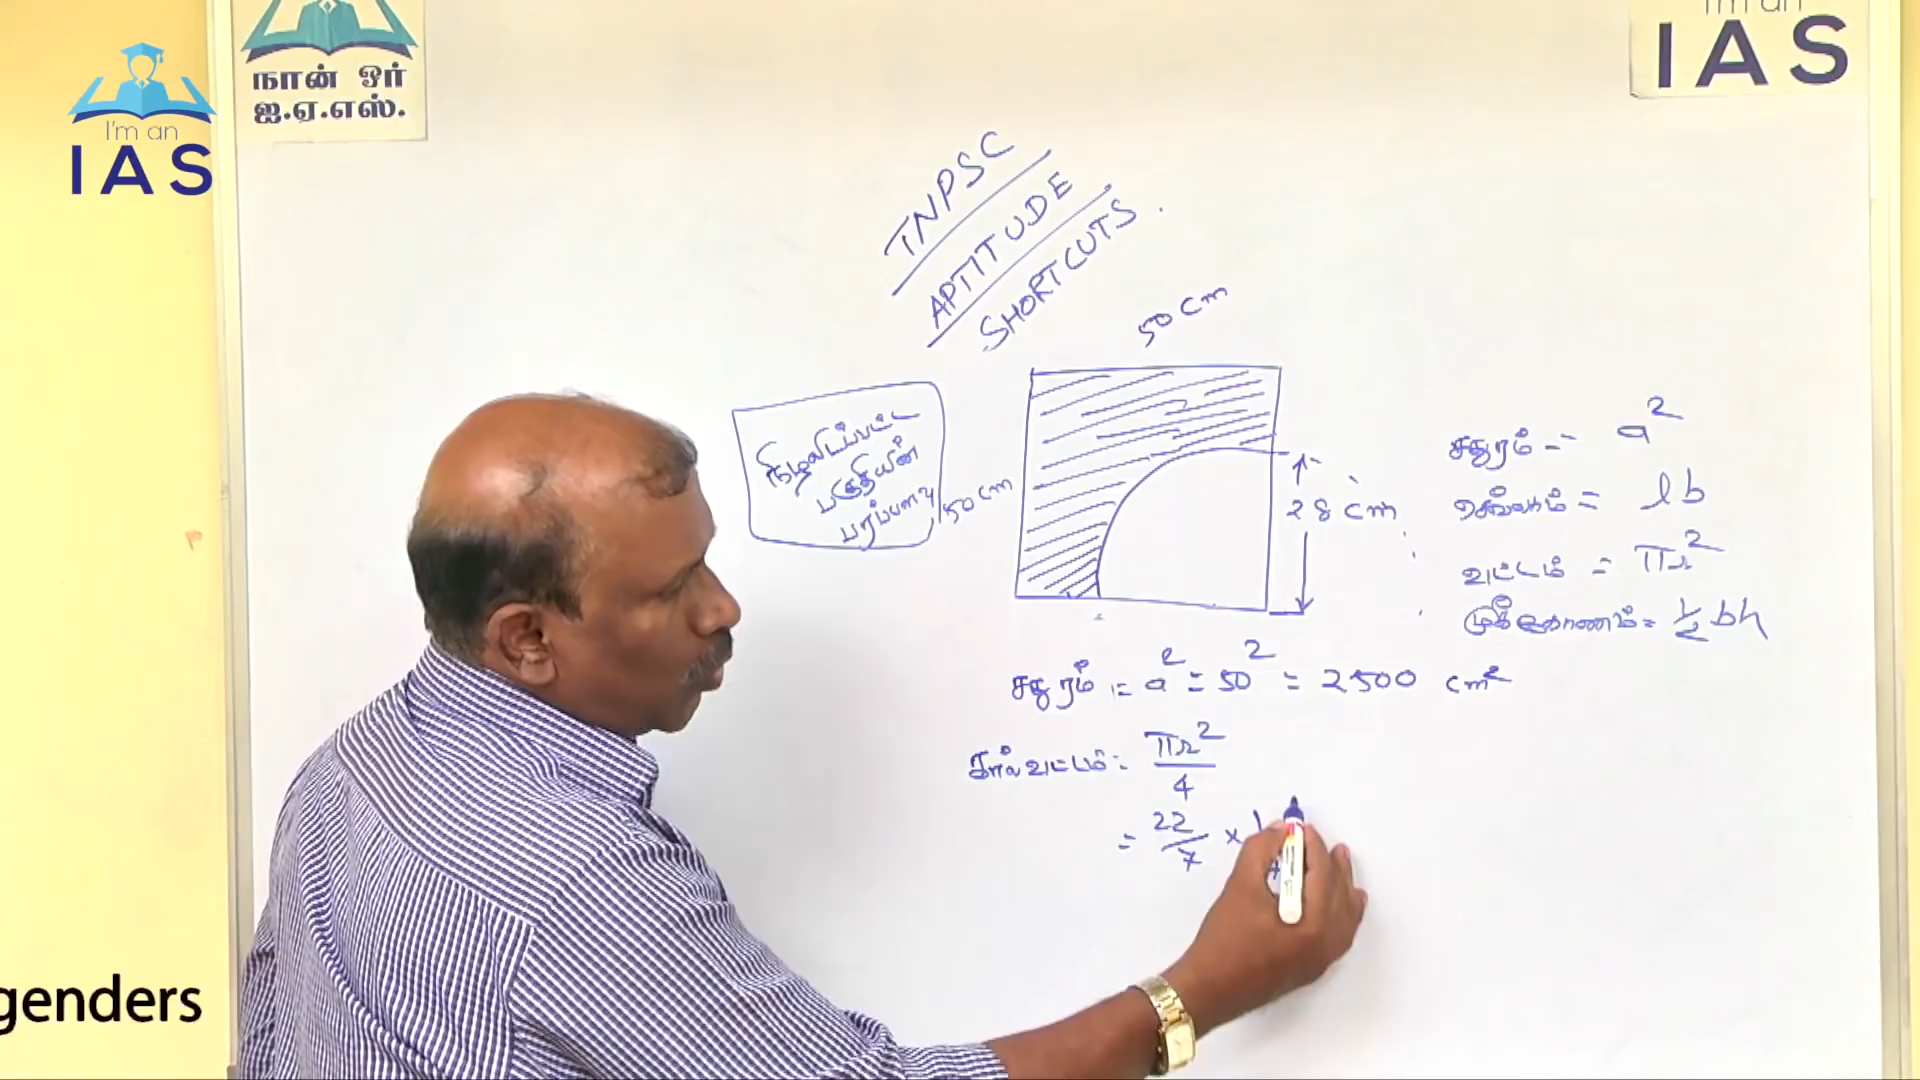 I'm an
IAS
நான் ஓர்
ஐ.ஏ.எஸ்.
I'm an
IAS
TNPSC
APTITUDE
SHORTCUTS
50 cm
நிழலிடப்பட்ட
பகுதியின்
பரப்பளவு
50 cm
28 cm
சதுரம் = a²
செவ்வகம் = lb
வட்டம் = πr²
முக்கோணம் = 1/2 bh
சதுரம் = a² = 50² = 2500 cm²
கால்வட்டம் = πr²/4
= 22/7 ×
genders